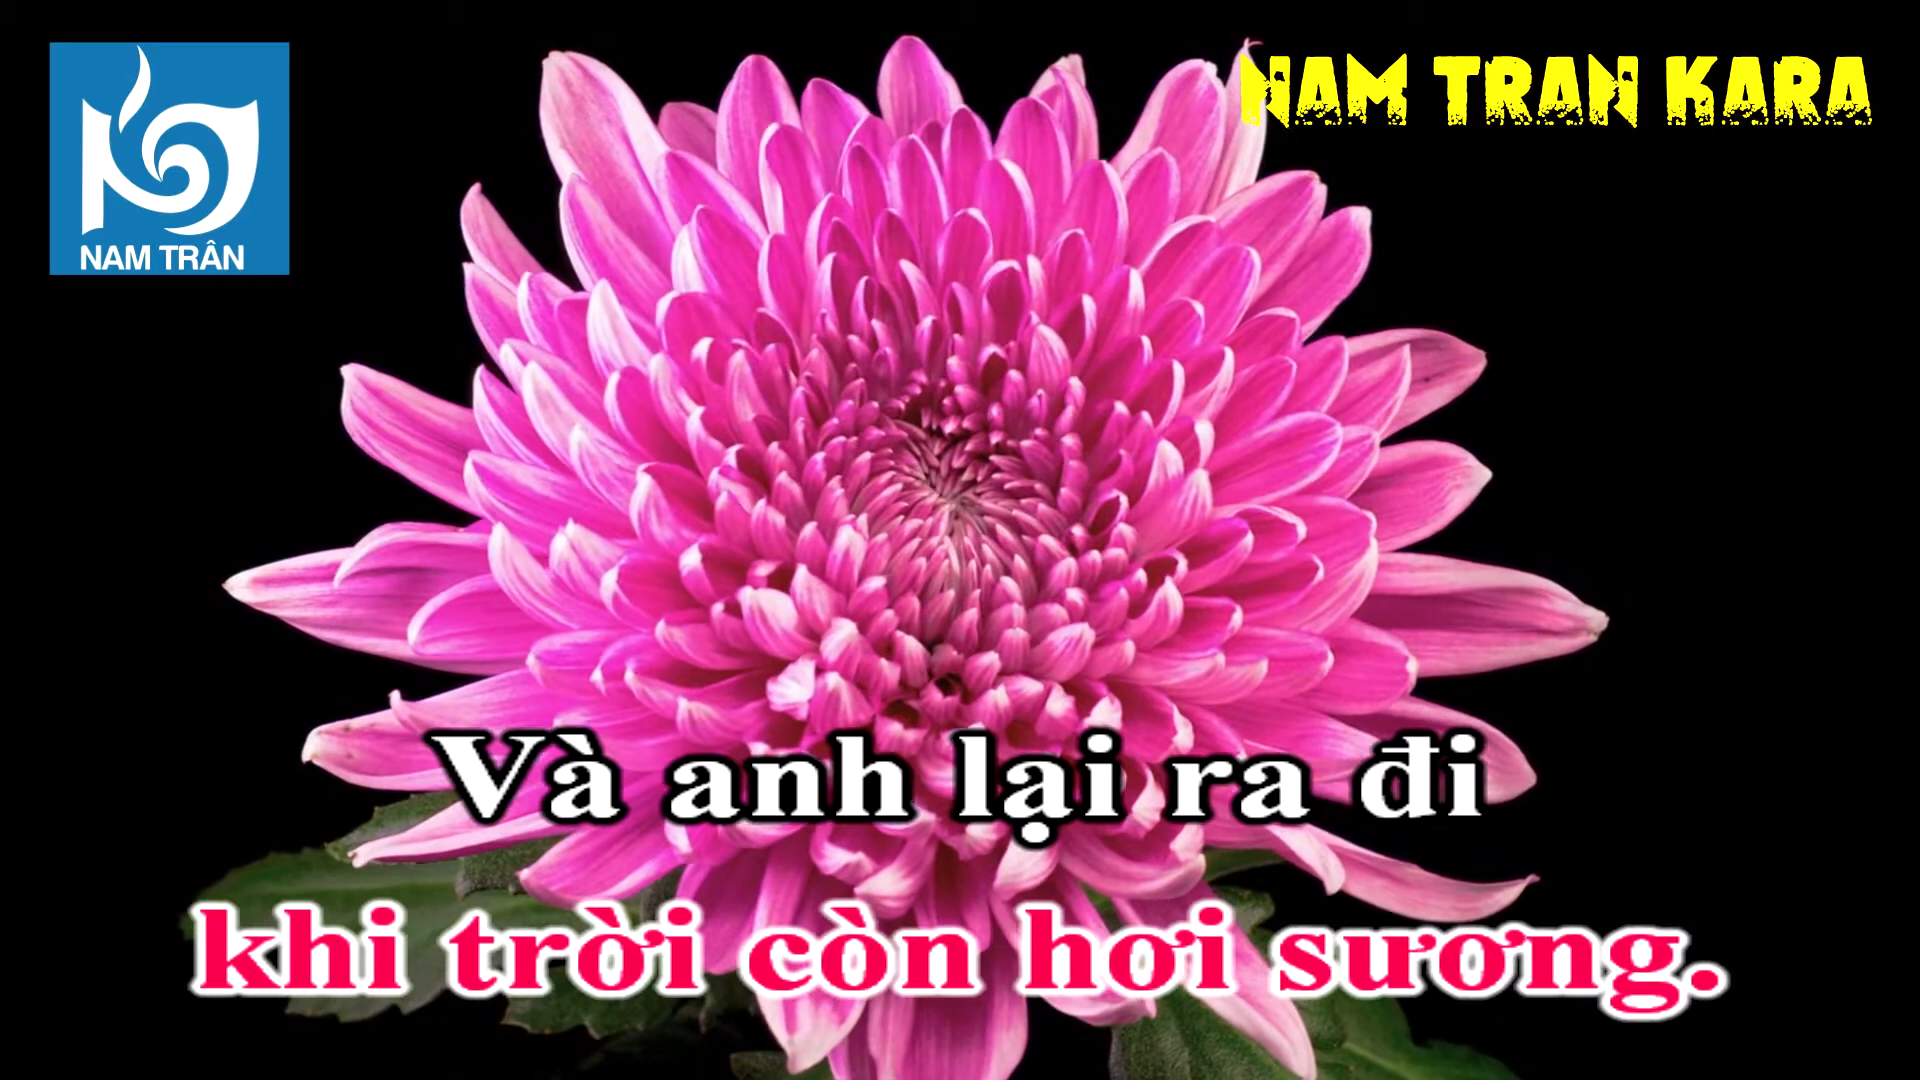 NAM TRÂN
NAM TRAN KARA
Và anh lại ra đi
khi trời còn hơi sương.